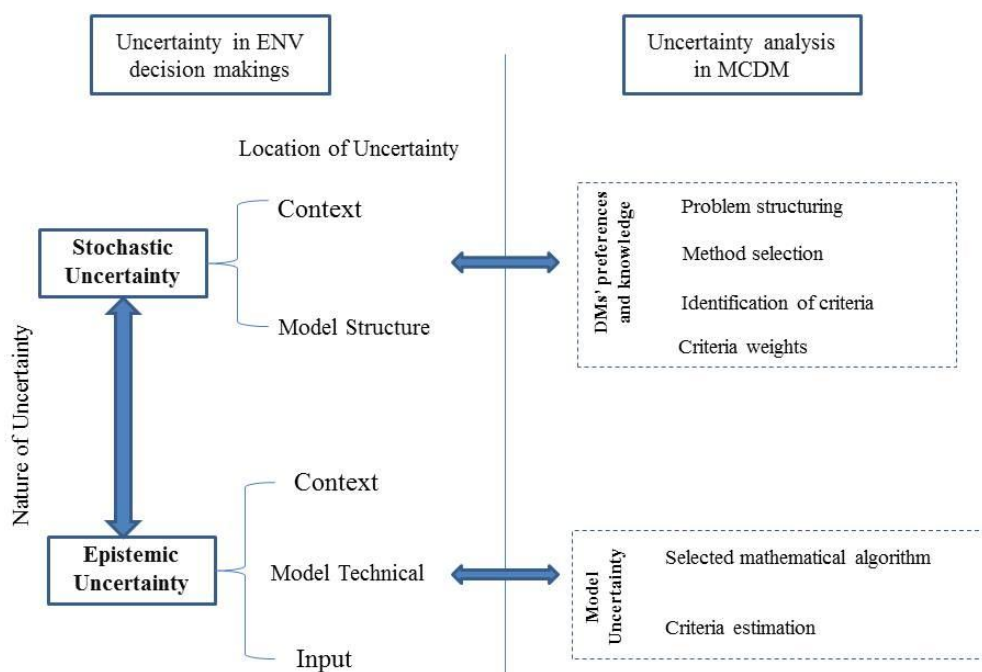 Uncertainty in ENV
decision makings
Uncertainty analysis
in MCDM
Location of Uncertainty
Nature of Uncertainty
Stochastic
Uncertainty
Context
Model Structure
DMs' preferences
and knowledge
Problem structuring
Method selection
Identification of criteria
Criteria weights
Epistemic
Uncertainty
Context
Model Technical
Input
Model
Uncertainty
Selected mathematical algorithm
Criteria estimation